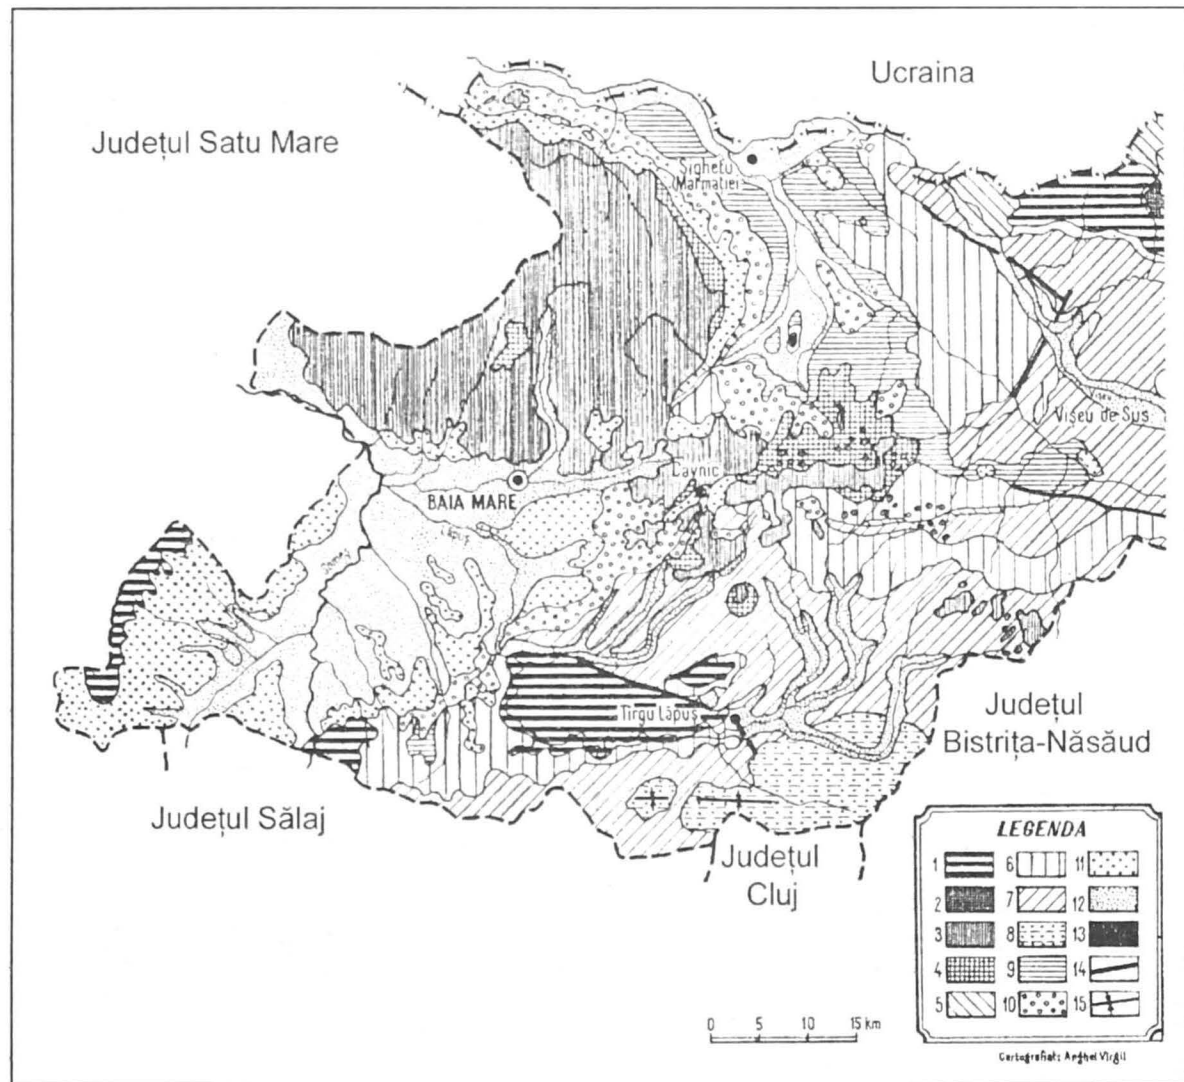 Ucraina
Județul Satu Mare
Sighetu
Marmatiei
Vișeu de Sus
Cavnic
BAIA MARE
Lăpuș
Someș
Tîrgu Lăpuș
Județul
Bistrița-Năsăud
Județul Sălaj
Județul
Cluj
LEGENDA
1 6 11
2 7 12
3 8 13
4 9 14
5 10 15
0 5 10 15 km
Cartografiat: Anghel Virgil